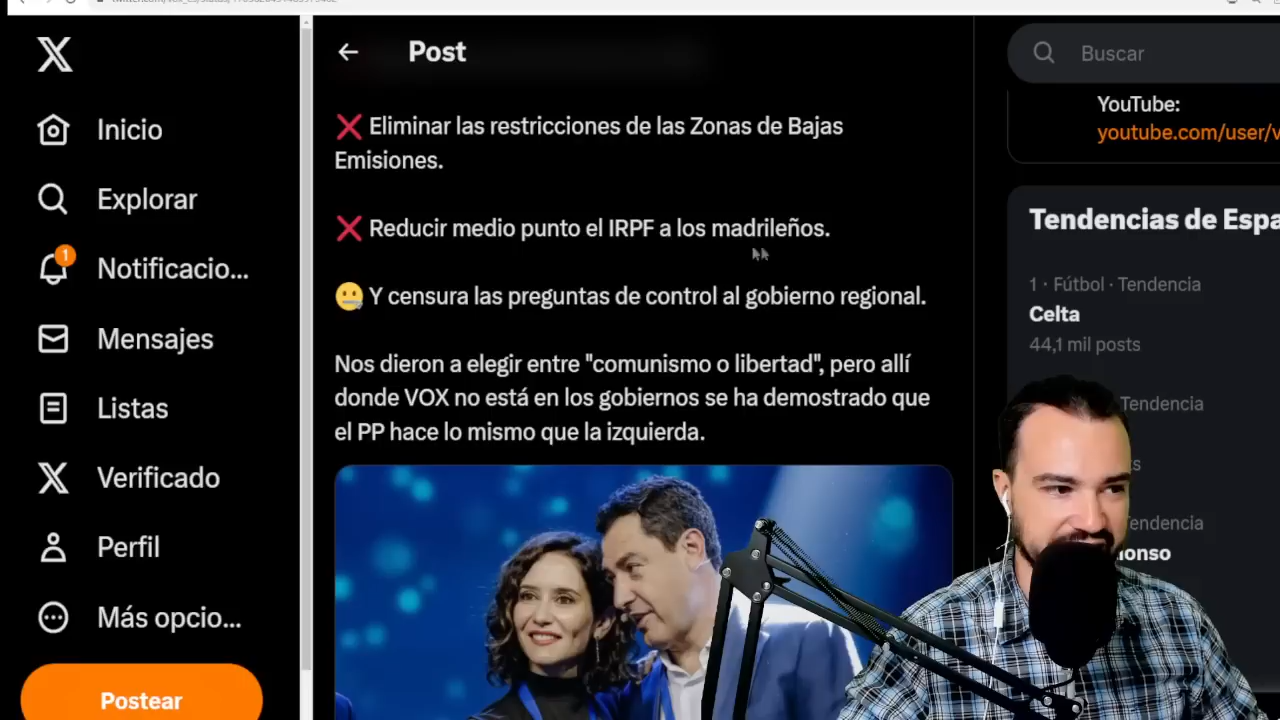 Post
Inicio
Explorar
1
Notificacio...
Mensajes
Listas
Verificado
Perfil
Más opcio...
Postear
❌ Eliminar las restricciones de las Zonas de Bajas
Emisiones.
❌ Reducir medio punto el IRPF a los madrileños.
🤐 Y censura las preguntas de control al gobierno regional.
Nos dieron a elegir entre "comunismo o libertad", pero allí
donde VOX no está en los gobiernos se ha demostrado que
el PP hace lo mismo que la izquierda.
Buscar
YouTube:
youtube.com/user/v
Tendencias de Espa
1 · Fútbol · Tendencia
Celta
44,1 mil posts
Tendencia
Tendencia